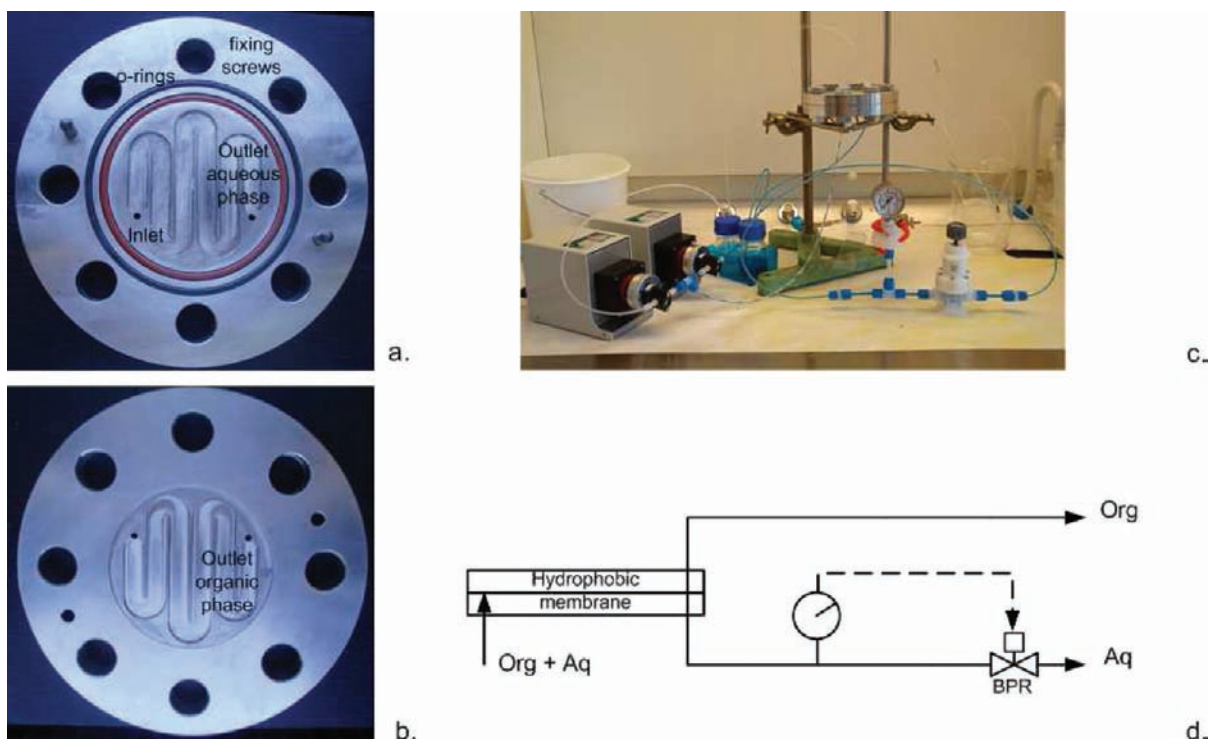 fixing
screws
o-rings
Outlet
aqueous
phase
Inlet
a.
c.
Outlet
organic
phase
b.
Org
Hydrophobic
membrane
Org + Aq
Aq
BPR
d.